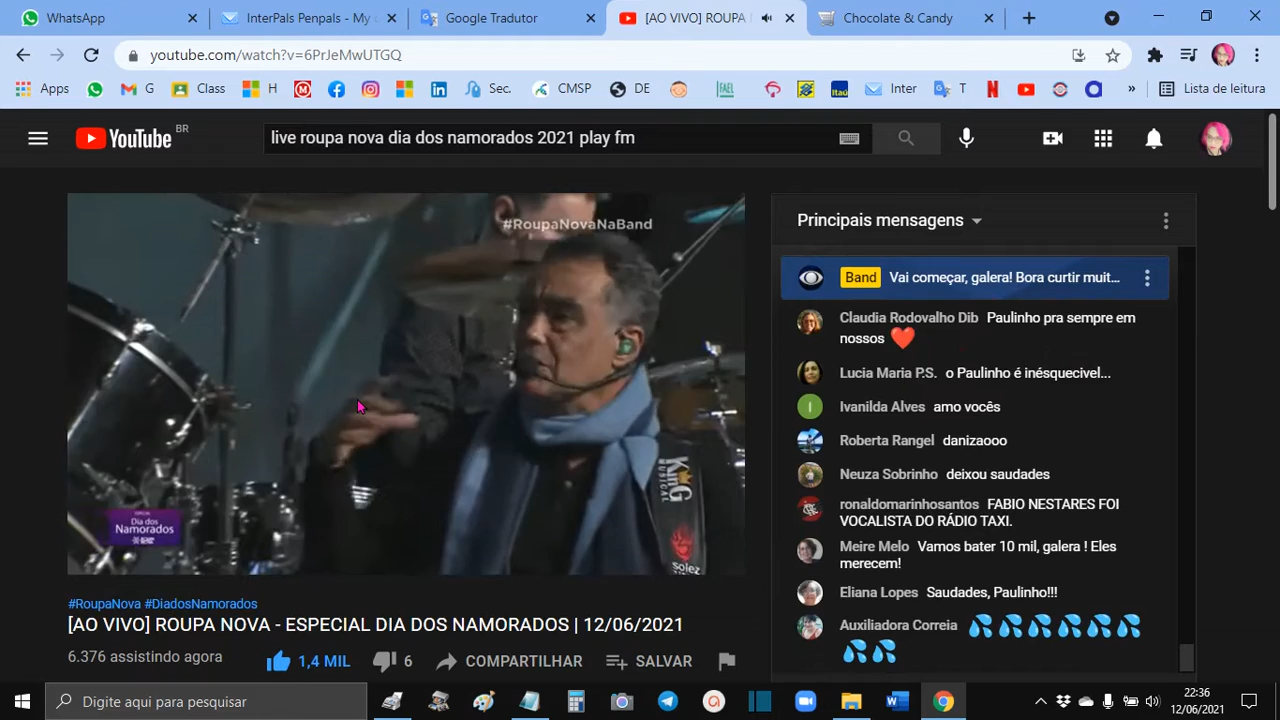 WhatsApp
InterPals Penpals - My
Google Tradutor
[AO VIVO] ROUPA
Chocolate & Candy
youtube.com/watch?v=6PrJeMwUTGQ
Apps
G
Class
H
Sec.
CMSP
DE
FAEL
Itaú
Inter
T
Lista de leitura
YouTube BR
live roupa nova dia dos namorados 2021 play fm
#RoupaNovaNaBand
KinG
MUSICAL
solez
ESPECIAL
Dia dos
Namorados
Principais mensagens
Band Vai começar, galera! Bora curtir muit...
Claudia Rodovalho Dib Paulinho pra sempre em
nossos ❤️
Lucia Maria P.S. o Paulinho é inésquecivel...
Ivanilda Alves amo vocês
Roberta Rangel danizaooo
Neuza Sobrinho deixou saudades
ronaldomarinhosantos FABIO NESTARES FOI
VOCALISTA DO RÁDIO TAXI.
Meire Melo Vamos bater 10 mil, galera ! Eles
merecem!
Eliana Lopes Saudades, Paulinho!!!
Auxiliadora Correia 💦💦💦💦💦💦
💦💦
#RoupaNova #DiadosNamorados
[AO VIVO] ROUPA NOVA - ESPECIAL DIA DOS NAMORADOS | 12/06/2021
6.376 assistindo agora
1,4 MIL
6
COMPARTILHAR
SALVAR
Digite aqui para pesquisar
22:36
12/06/2021